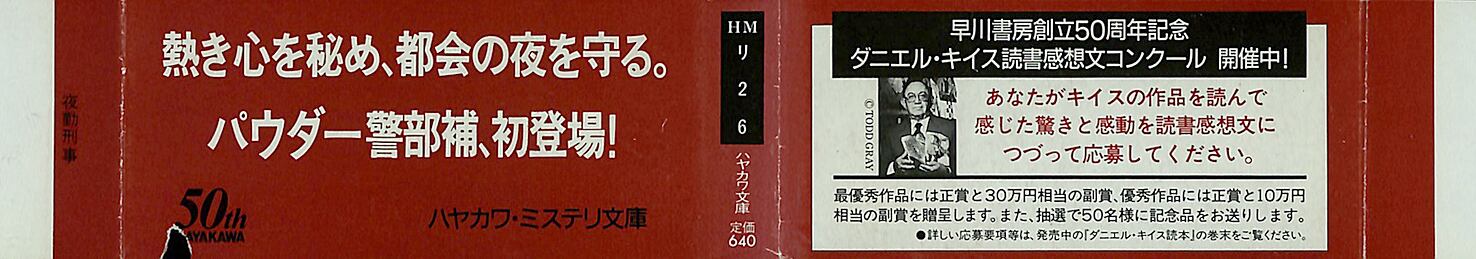 夜勤刑事
熱き心を秘め、都会の夜を守る。
パウダー警部補、初登場!
50th
AYAKAWA
ハヤカワ・ミステリ文庫
HM
リ
2
6
ハヤカワ文庫
定価
640
早川書房創立50周年記念
ダニエル・キイス読書感想文コンクール 開催中!
©TODD GRAY
あなたがキイスの作品を読んで
感じた驚きと感動を読書感想文に
つづって応募してください。
最優秀作品には正賞と30万円相当の副賞、優秀作品には正賞と10万円
相当の副賞を贈呈します。また、抽選で50名様に記念品をお送りします。
●詳しい応募要項等は、発売中の『ダニエル・キイス読本』の巻末をご覧ください。